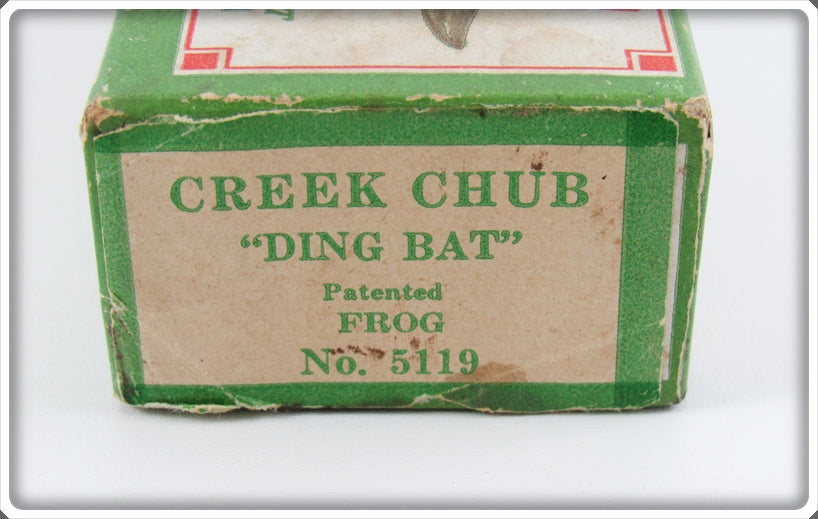 CREEK CHUB
“DING BAT”
Patented
FROG
No. 5119